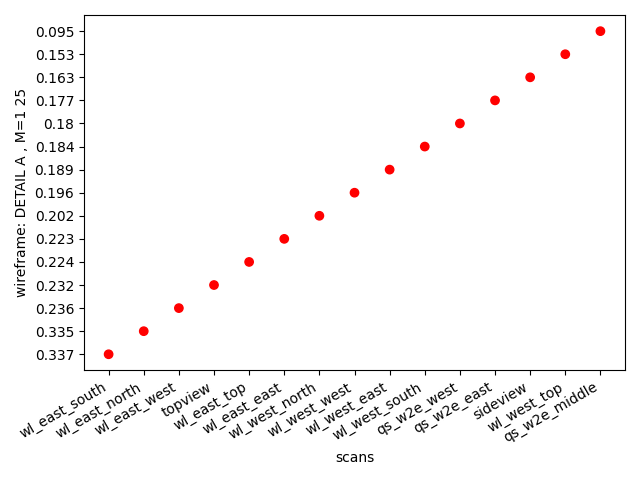 0.095
0.153
0.163
0.177
0.18
0.184
0.189
0.196
0.202
0.223
0.224
0.232
0.236
0.335
0.337
wireframe: DETAIL A , M=1 25
wl_east_south
wl_east_north
wl_east_west
topview
wl_east_top
wl_east_east
wl_west_north
wl_west_west
wl_west_east
wl_west_south
qs_w2e_west
qs_w2e_east
sideview
wl_west_top
qs_w2e_middle
scans